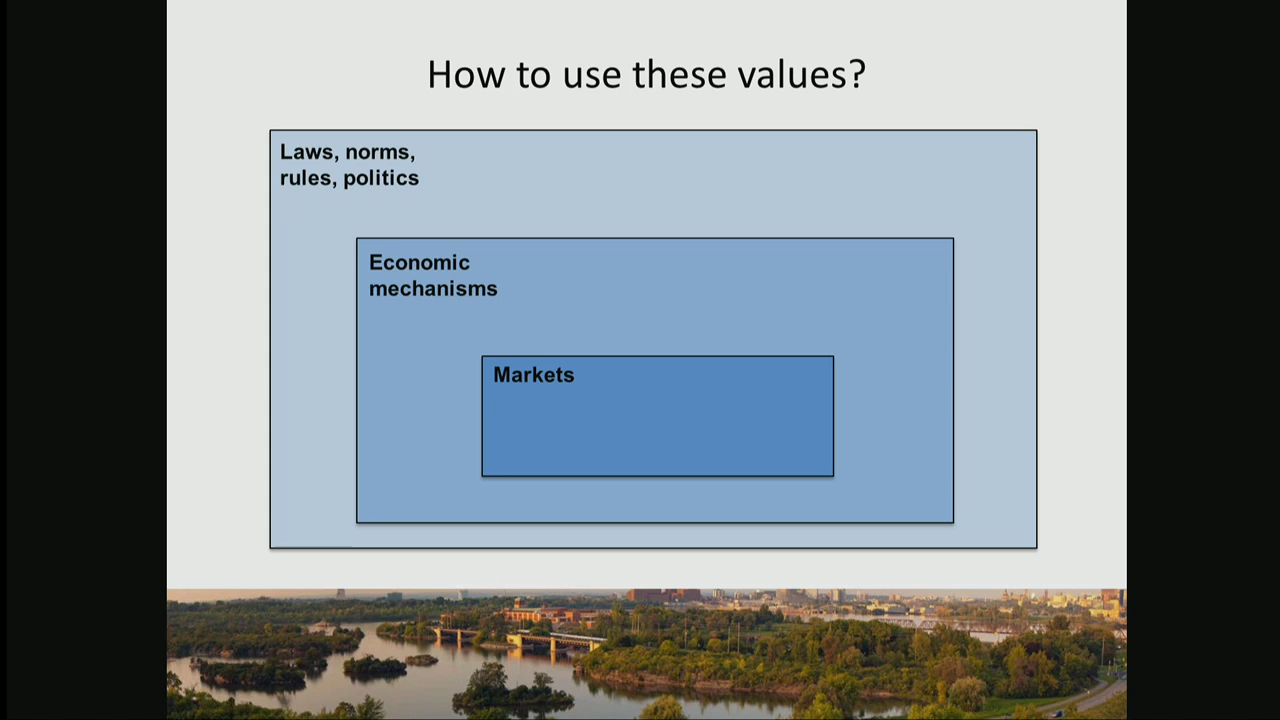 How to use these values?
Laws, norms,
rules, politics
Economic
mechanisms
Markets